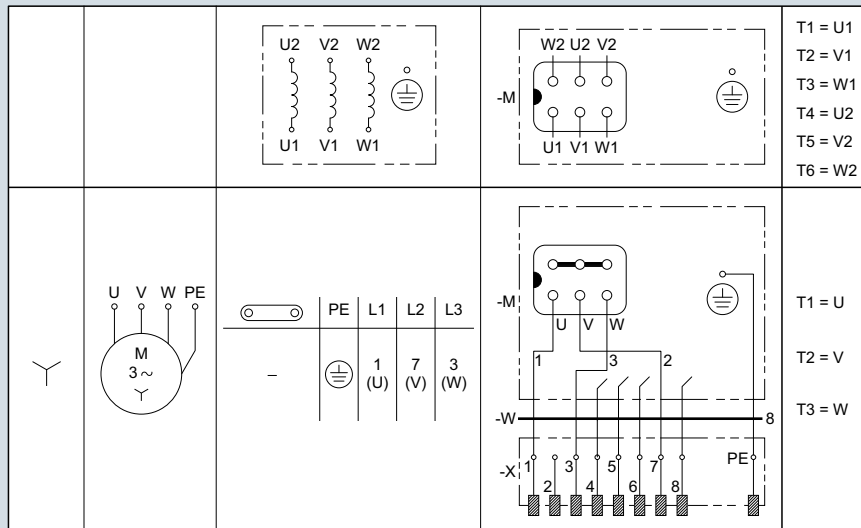 U2 V2 W2
U1 V1 W1
W2 U2 V2
-M
U1 V1 W1
T1 = U1
T2 = V1
T3 = W1
T4 = U2
T5 = V2
T6 = W2
U V W PE
M
3 ~
PE L1 L2 L3
– 1 7 3
(U) (V) (W)
-M
U V W
1 3 2
-W 8
-X 1 3 5 7 PE
2 4 6 8
T1 = U
T2 = V
T3 = W